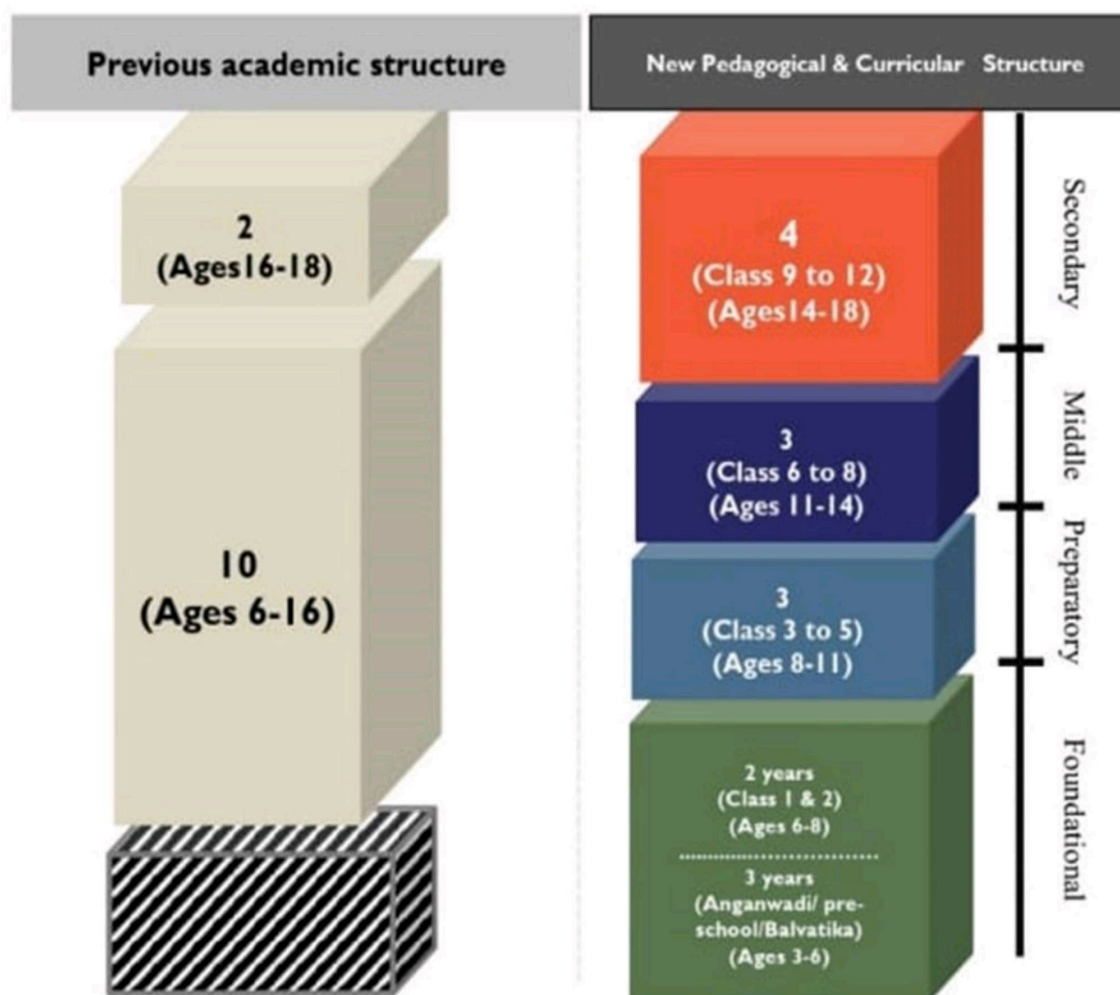 Previous academic structure
2
(Ages16-18)
10
(Ages 6-16)
New Pedagogical & Curricular Structure
4
(Class 9 to 12)
(Ages14-18)
3
(Class 6 to 8)
(Ages 11-14)
3
(Class 3 to 5)
(Ages 8-11)
2 years
(Class 1 & 2)
(Ages 6-8)
3 years
(Anganwadi/ pre-
school/Balvatika)
(Ages 3-6)
Secondary
Middle
Preparatory
Foundational